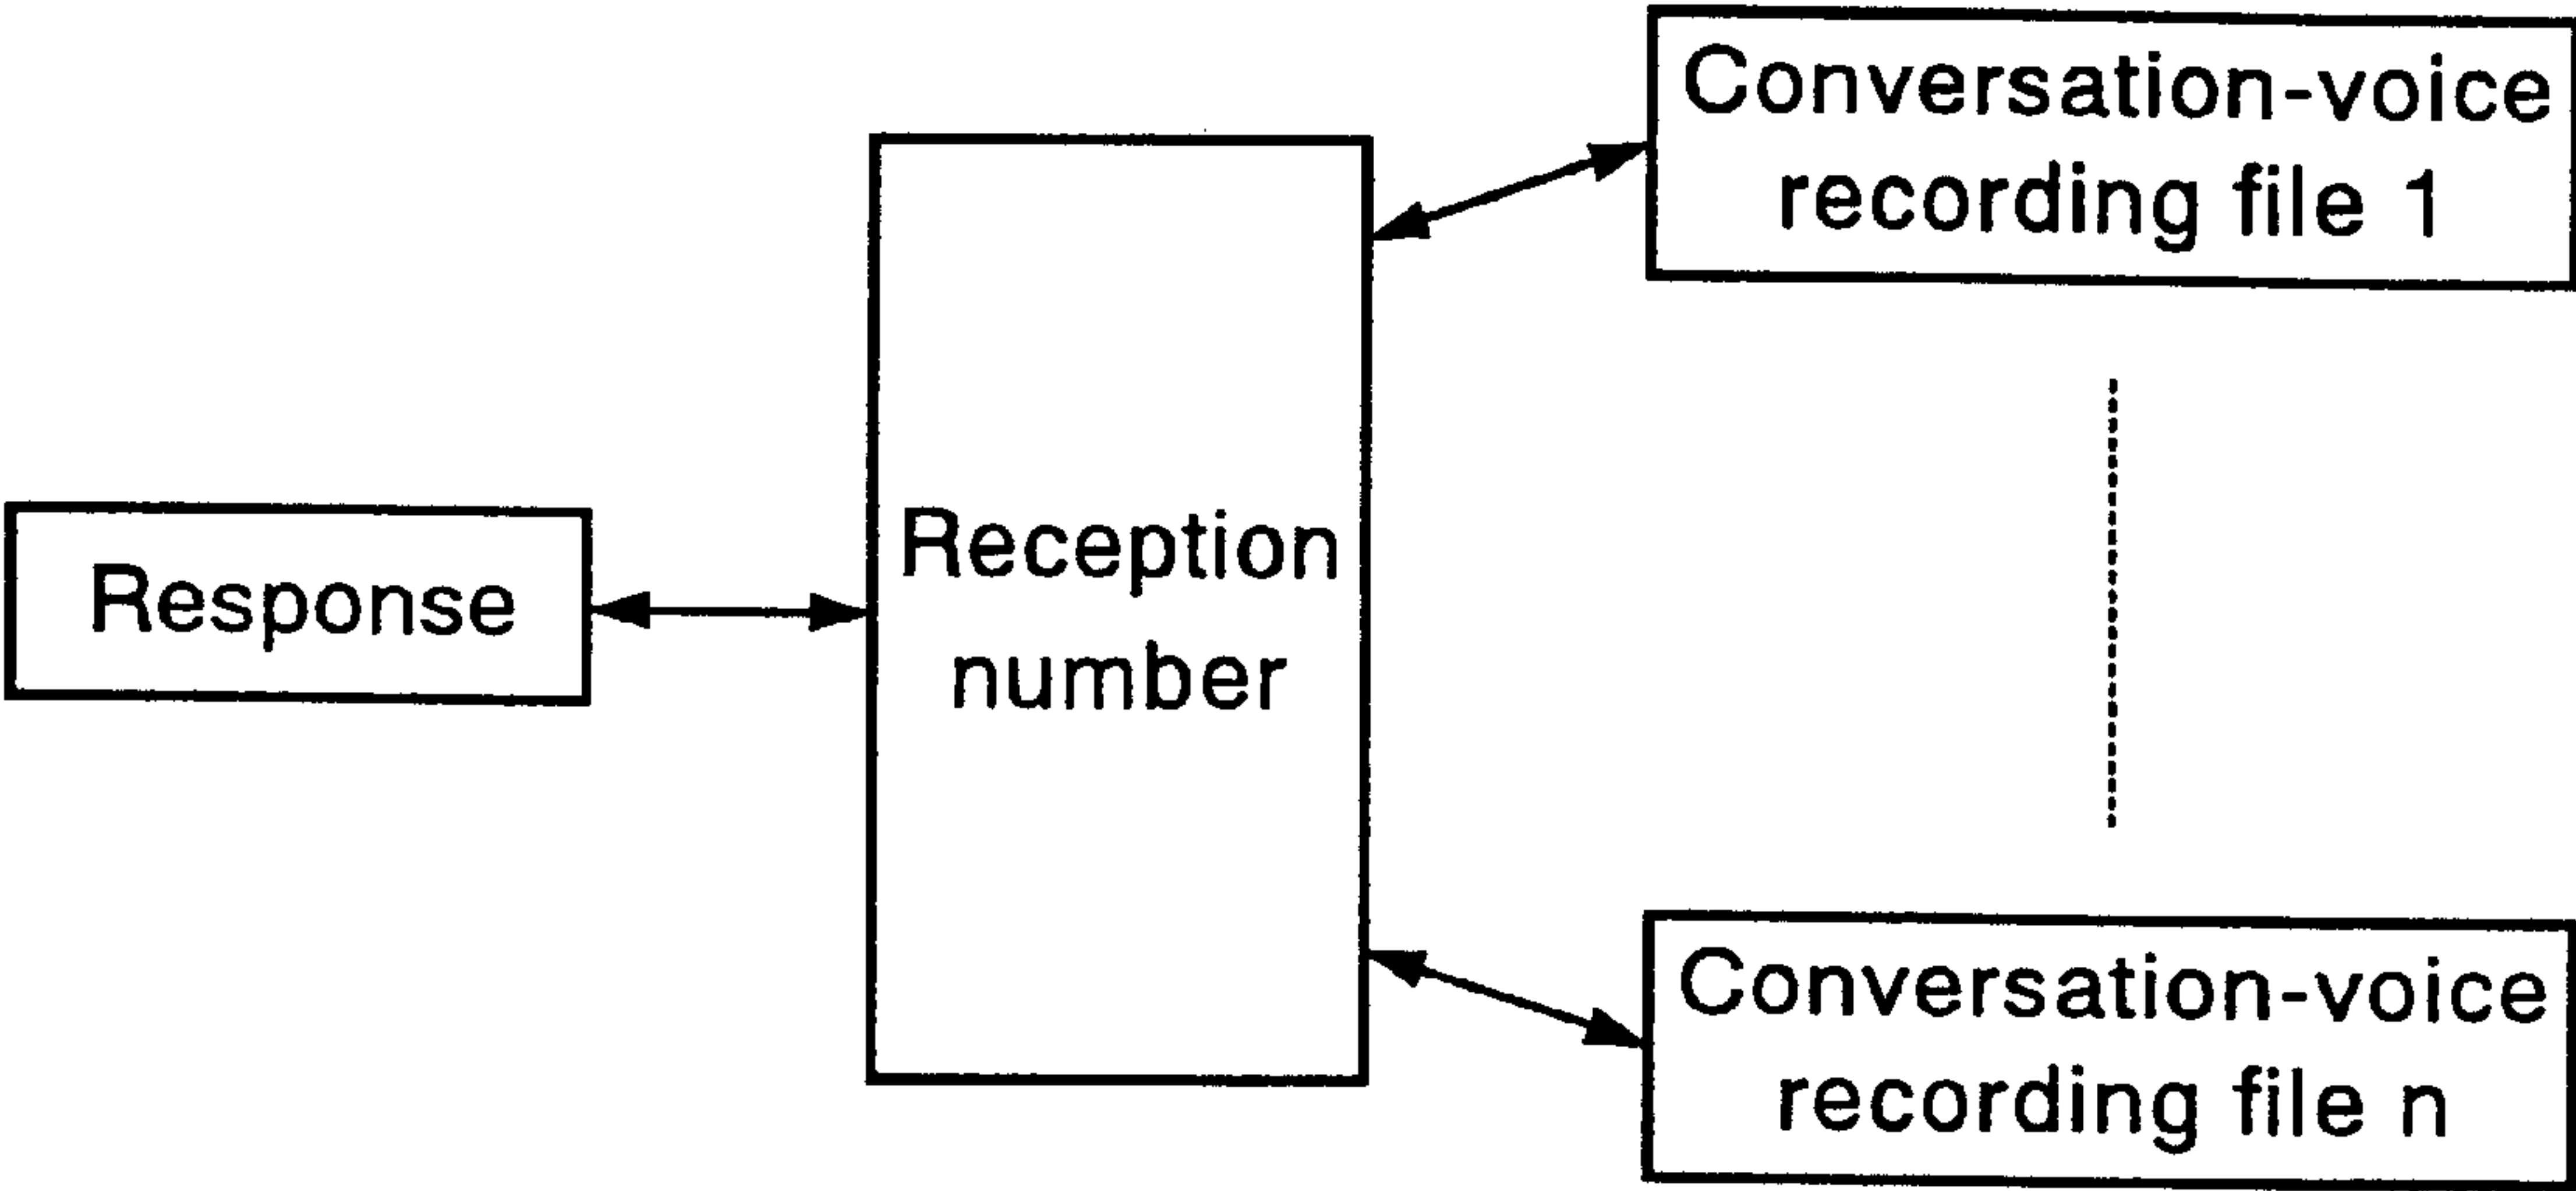 Response
Reception
number
Conversation-voice
recording file 1
Conversation-voice
recording file n